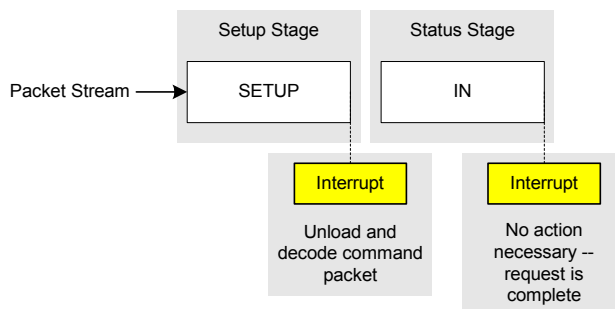 Setup Stage
Status Stage
Packet Stream
SETUP
IN
Interrupt
Interrupt
Unload and
decode command
packet
No action
necessary --
request is
complete